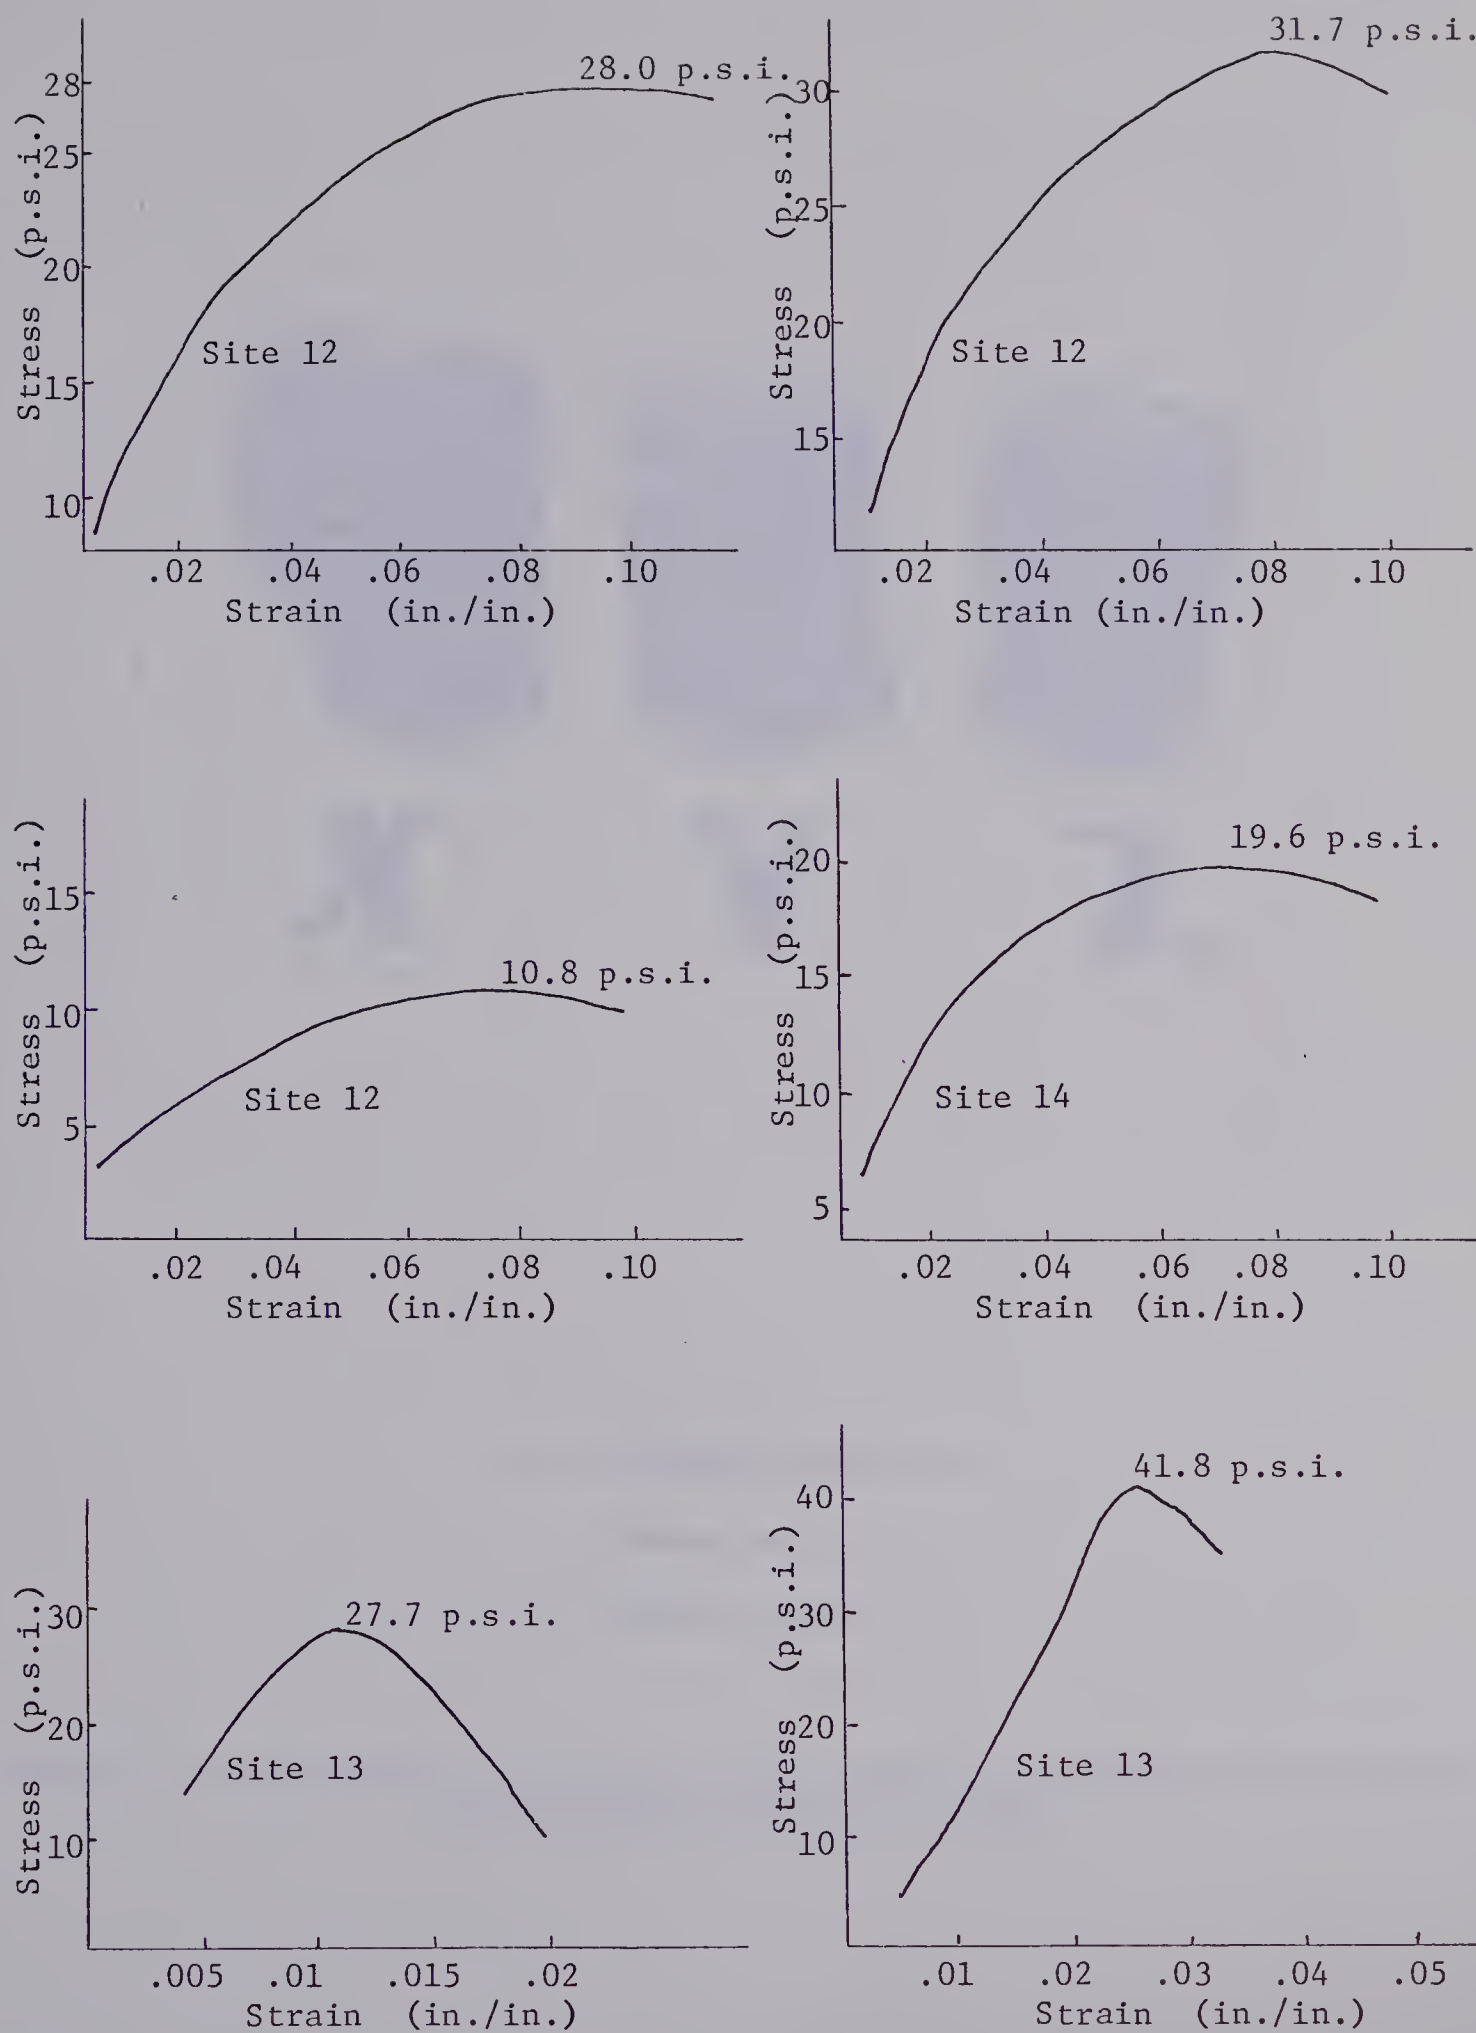 28.0 p.s.i.
28
25
20
15
10
Stress (p.s.i.)
Site 12
.02 .04 .06 .08 .10
Strain (in./in.)
31.7 p.s.i.
30
25
20
15
Stress (p.s.i.)
Site 12
.02 .04 .06 .08 .10
Strain (in./in.)
15
10
5
Stress (p.s.i.)
10.8 p.s.i.
Site 12
.02 .04 .06 .08 .10
Strain (in./in.)
19.6 p.s.i.
20
15
10
5
Stress (p.s.i.)
Site 14
.02 .04 .06 .08 .10
Strain (in./in.)
27.7 p.s.i.
30
20
10
Stress (p.s.i.)
Site 13
.005 .01 .015 .02
Strain (in./in.)
41.8 p.s.i.
40
30
20
10
Stress (p.s.i.)
Site 13
.01 .02 .03 .04 .05
Strain (in./in.)